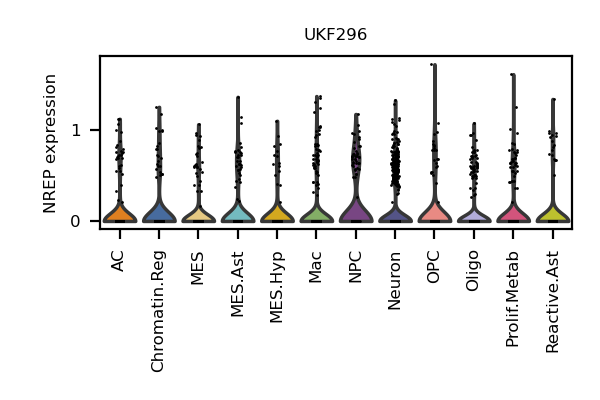 UKF296
NREP expression
1
0
AC
Chromatin.Reg
MES
MES.Ast
MES.Hyp
Mac
NPC
Neuron
OPC
Oligo
Prolif.Metab
Reactive.Ast